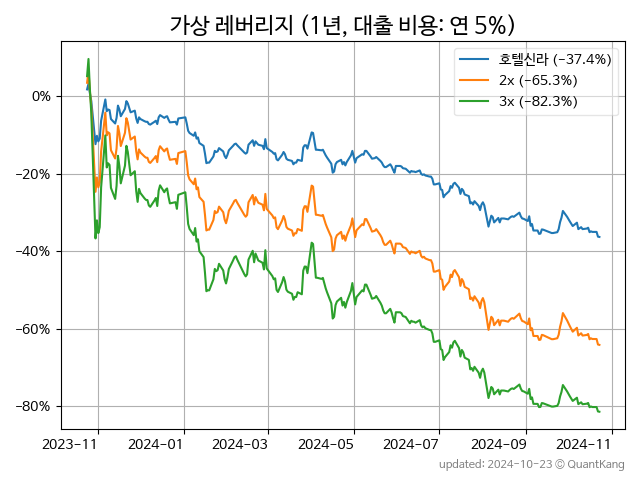 가상 레버리지 (1년, 대출 비용: 연 5%)
호텔신라 (−37.4%)
2x (−65.3%)
3x (−82.3%)
0%
−20%
−40%
−60%
−80%
2023−11 2024−01 2024−03 2024−05 2024−07 2024−09 2024−11
updated: 2024-10-23 © QuantKang